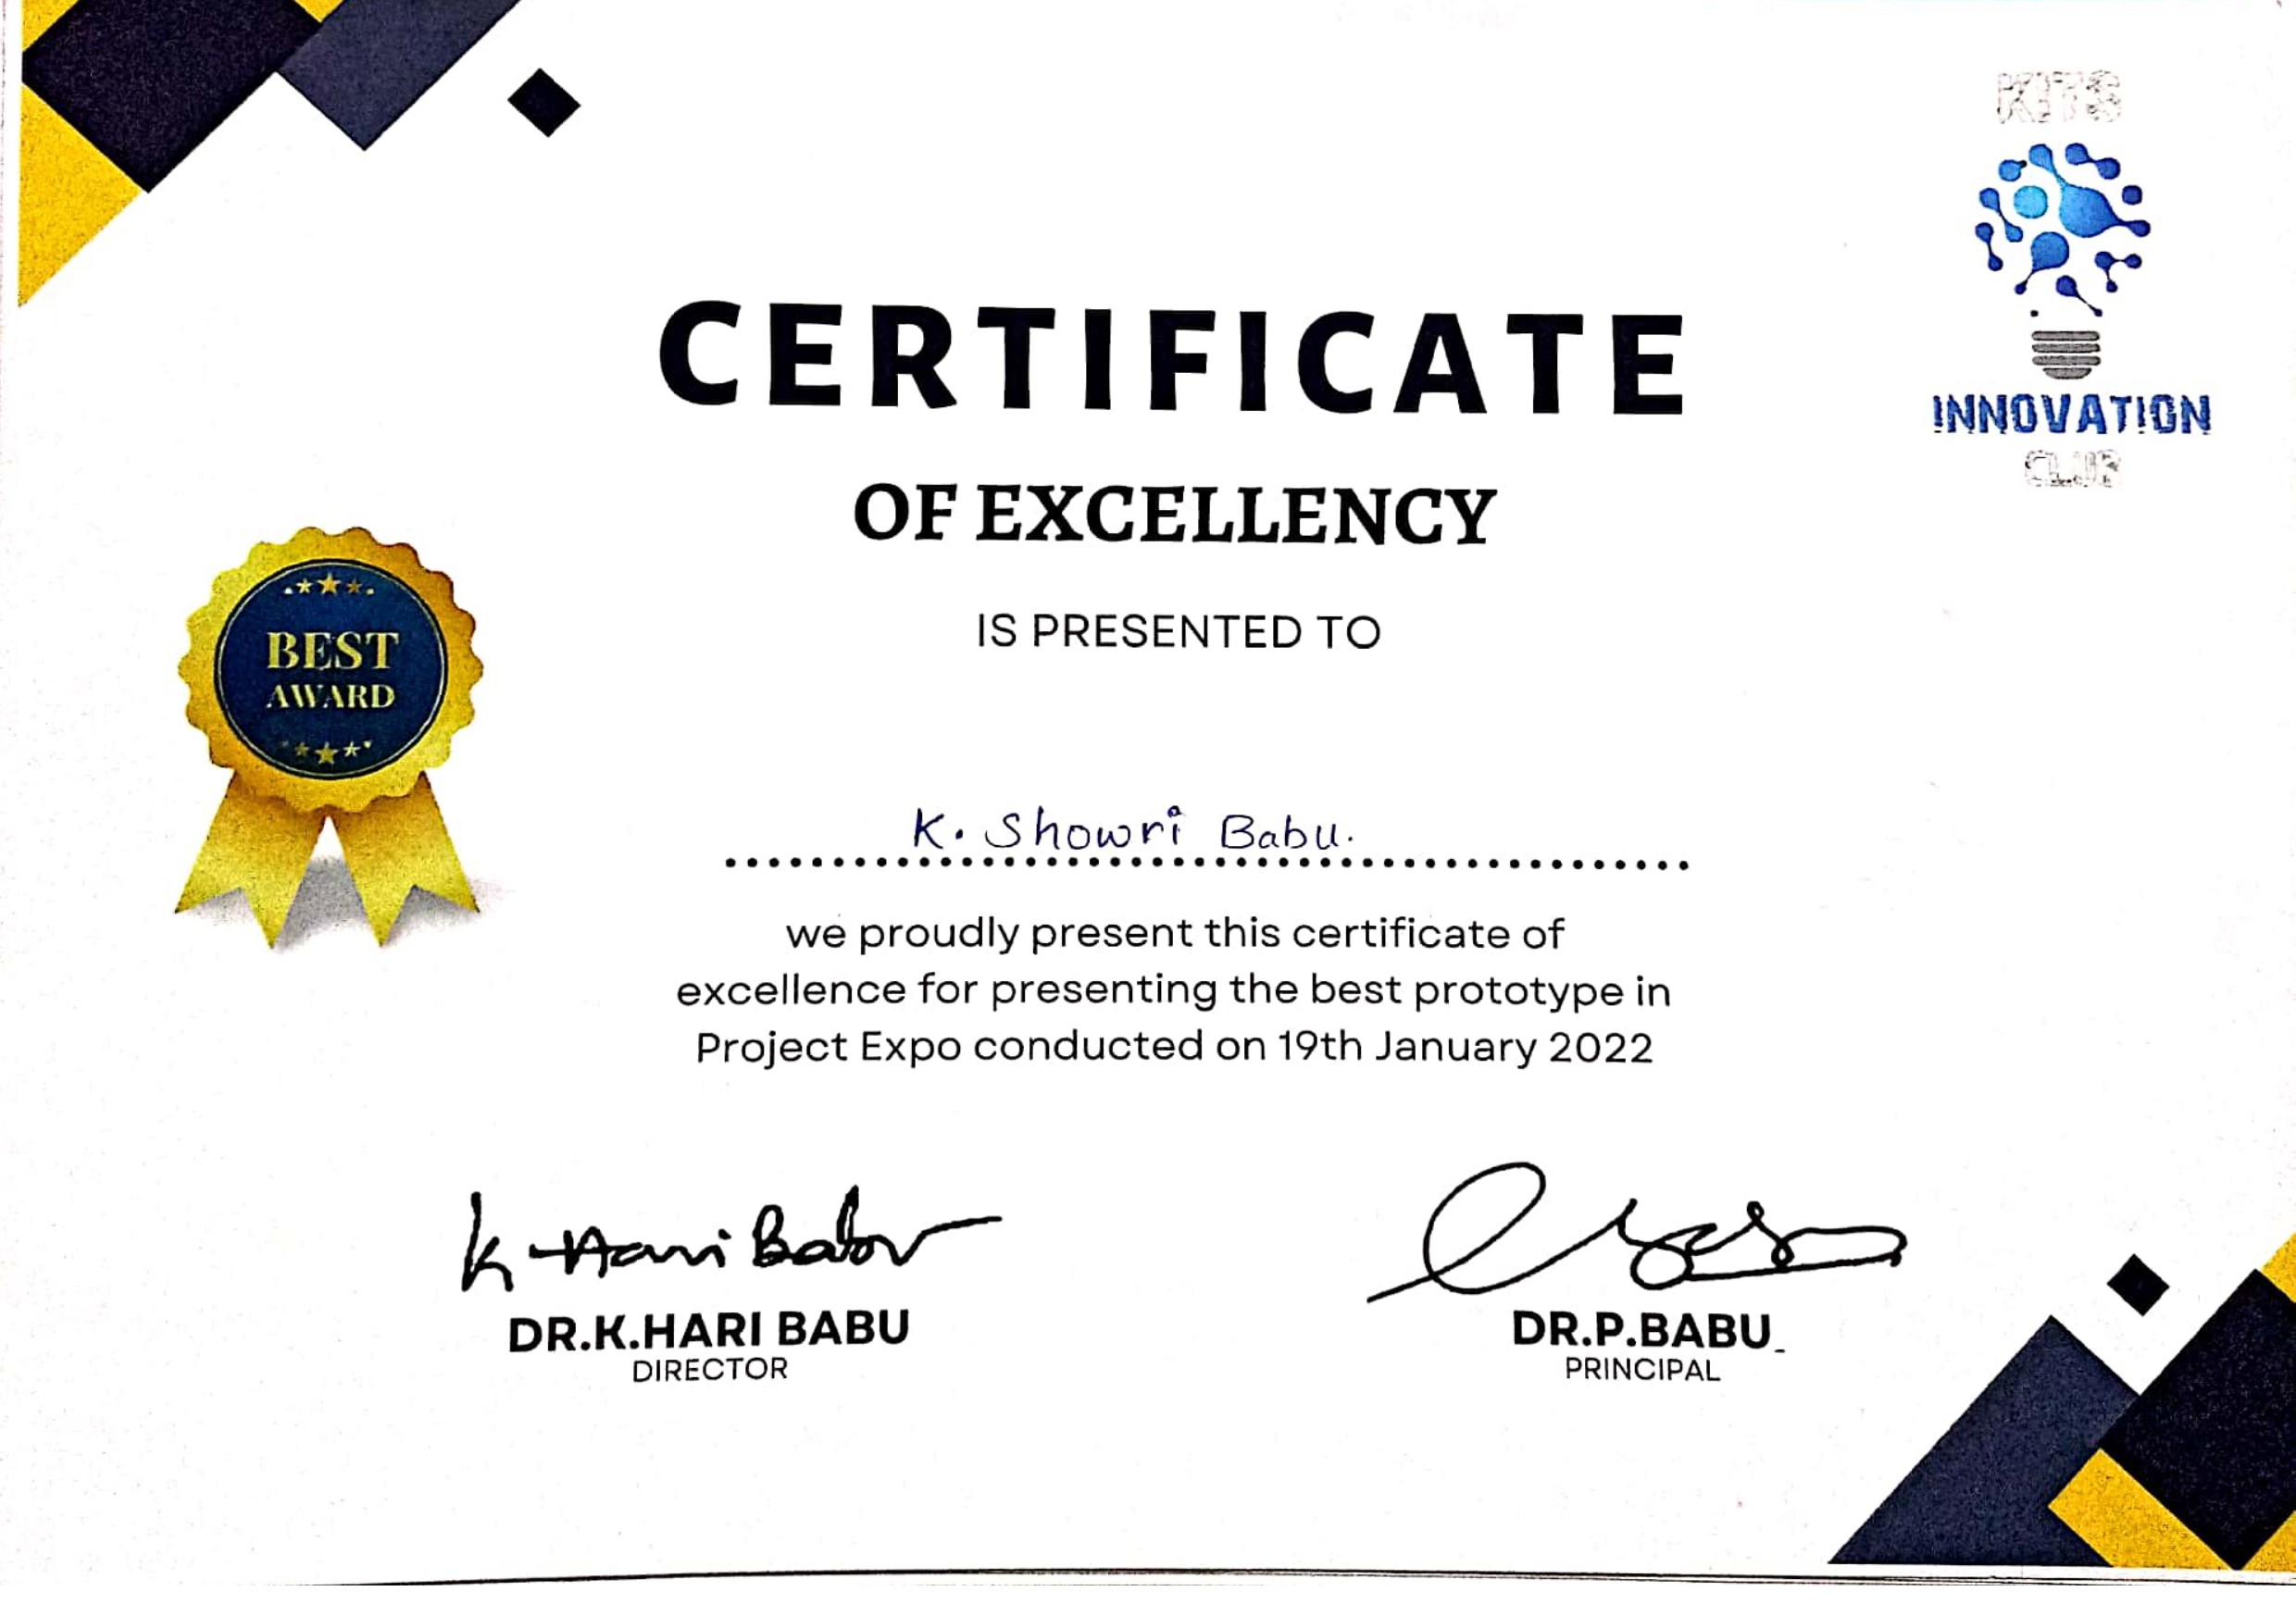 KITS
INNOVATION
CLUB
CERTIFICATE
OF EXCELLENCY
IS PRESENTED TO
BEST
AWARD
K. Showri Babu.
we proudly present this certificate of
excellence for presenting the best prototype in
Project Expo conducted on 19th January 2022
K Hari Babu
DR.K.HARI BABU
DIRECTOR
DR.P.BABU
PRINCIPAL